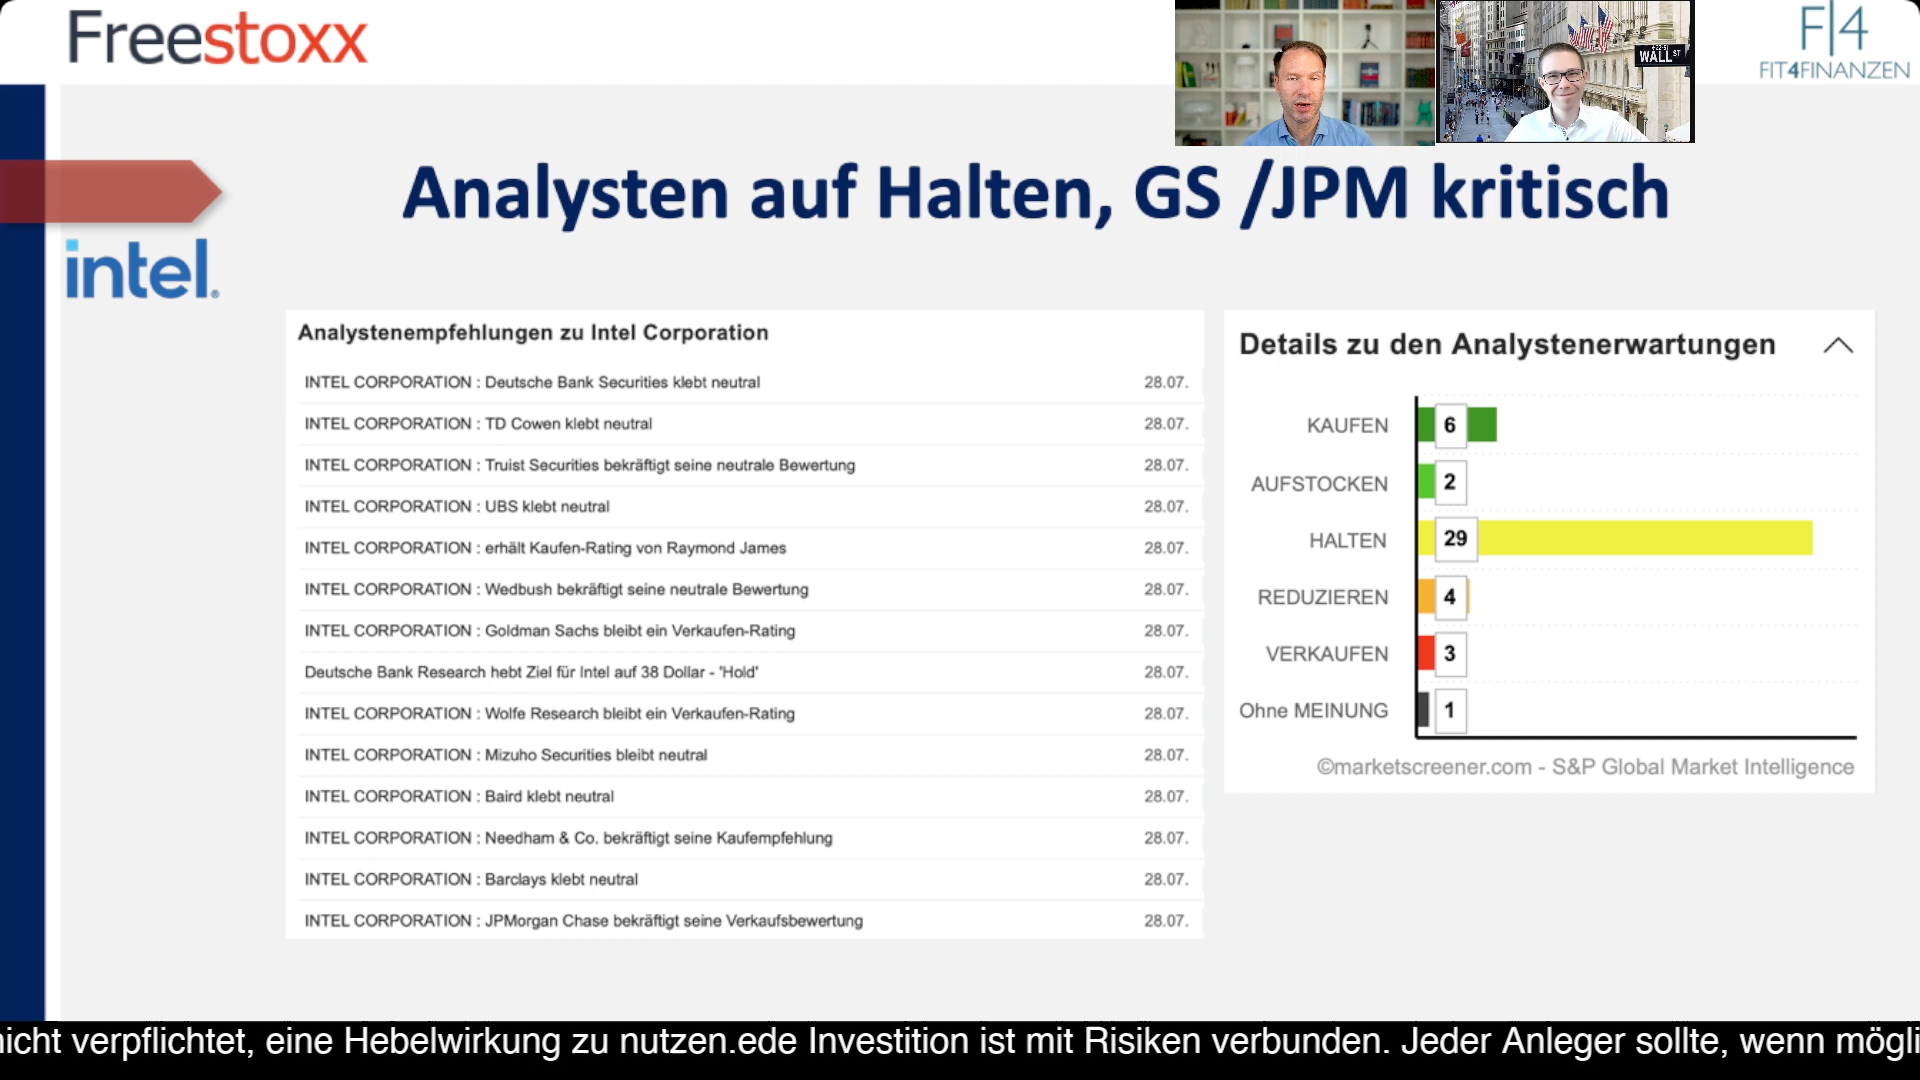 Freestoxx
WALL ST
F|4
FIT4FINANZEN
Analysten auf Halten, GS /JPM kritisch
intel.
Analystenempfehlungen zu Intel Corporation
INTEL CORPORATION : Deutsche Bank Securities klebt neutral 28.07.
INTEL CORPORATION : TD Cowen klebt neutral 28.07.
INTEL CORPORATION : Truist Securities bekräftigt seine neutrale Bewertung 28.07.
INTEL CORPORATION : UBS klebt neutral 28.07.
INTEL CORPORATION : erhält Kaufen-Rating von Raymond James 28.07.
INTEL CORPORATION : Wedbush bekräftigt seine neutrale Bewertung 28.07.
INTEL CORPORATION : Goldman Sachs bleibt ein Verkaufen-Rating 28.07.
Deutsche Bank Research hebt Ziel für Intel auf 38 Dollar - 'Hold' 28.07.
INTEL CORPORATION : Wolfe Research bleibt ein Verkaufen-Rating 28.07.
INTEL CORPORATION : Mizuho Securities bleibt neutral 28.07.
INTEL CORPORATION : Baird klebt neutral 28.07.
INTEL CORPORATION : Needham & Co. bekräftigt seine Kaufempfehlung 28.07.
INTEL CORPORATION : Barclays klebt neutral 28.07.
INTEL CORPORATION : JPMorgan Chase bekräftigt seine Verkaufsbewertung 28.07.
Details zu den Analystenerwartungen
KAUFEN 6
AUFSTOCKEN 2
HALTEN 29
REDUZIEREN 4
VERKAUFEN 3
Ohne MEINUNG 1
©marketscreener.com - S&P Global Market Intelligence
nicht verpflichtet, eine Hebelwirkung zu nutzen.ede Investition ist mit Risiken verbunden. Jeder Anleger sollte, wenn mögli